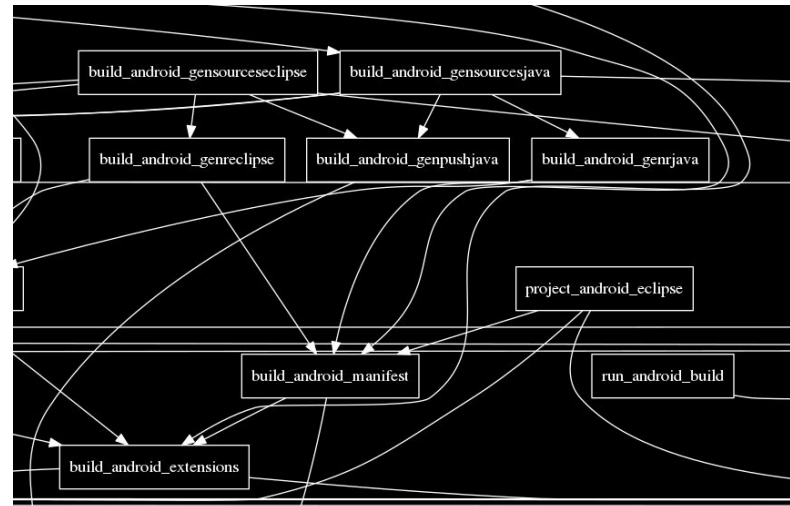 build_android_gensourceseclipse
build_android_gensourcesjava
build_android_genreclipse
build_android_genpushjava
build_android_genrjava
project_android_eclipse
build_android_manifest
run_android_build
build_android_extensions